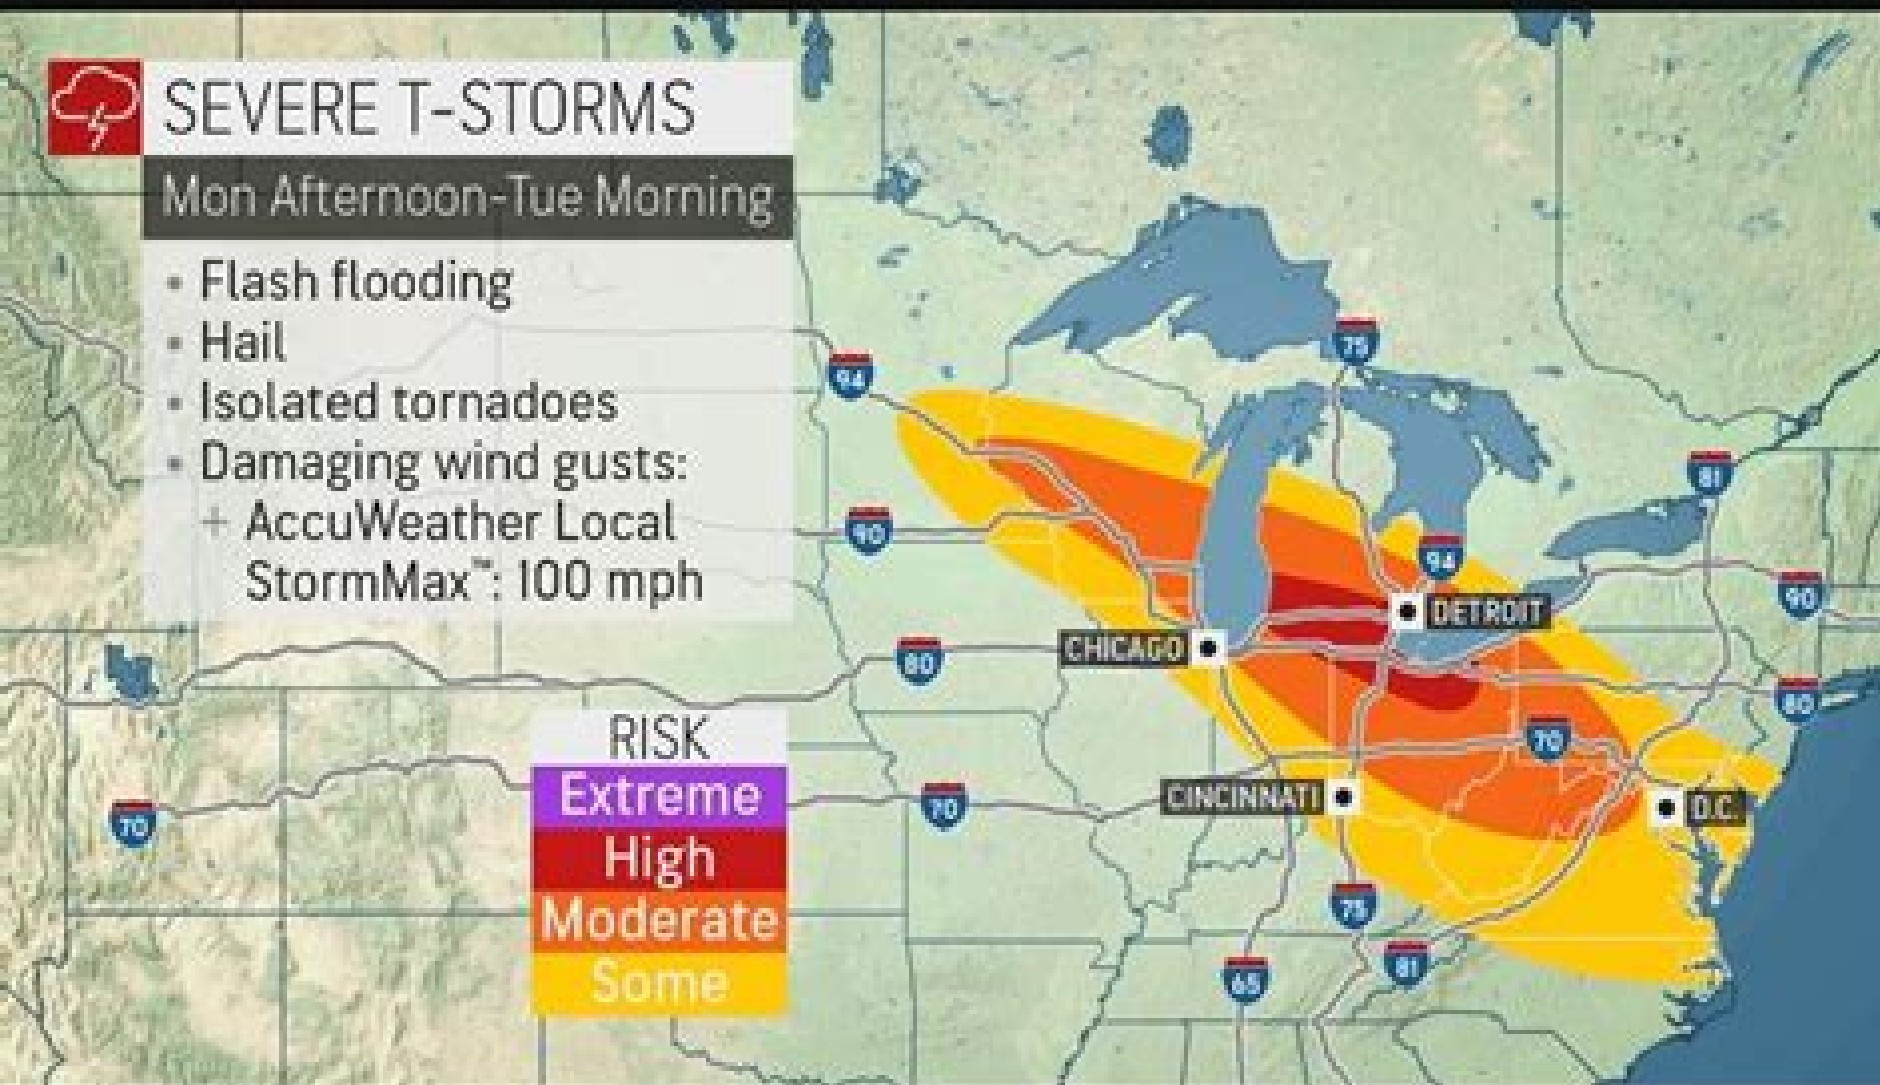 SEVERE T-STORMS
Mon Afternoon-Tue Morning
• Flash flooding
• Hail
• Isolated tornadoes
• Damaging wind gusts:
+ AccuWeather Local
StormMax™: 100 mph
75
94
81
90
94
90
DETROIT
CHICAGO
80
80
RISK
Extreme
High
Moderate
Some
70
70
70
CINCINNATI
D.C.
75
81
65